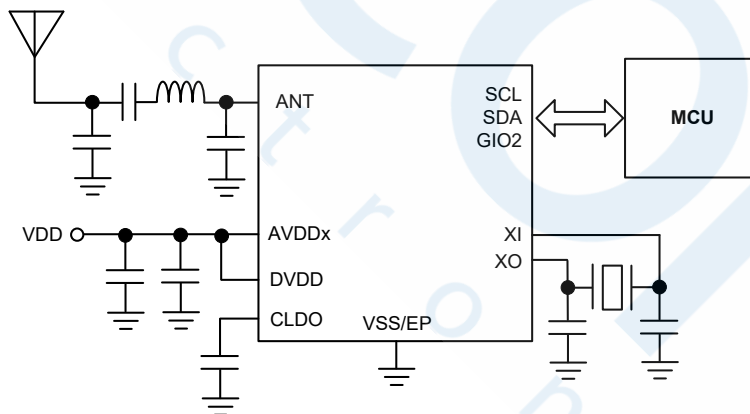 ANT
SCL
SDA
GIO2
MCU
VDD
AVDDx
XI
XO
DVDD
CLDO
VSS/EP
c
t
r
o